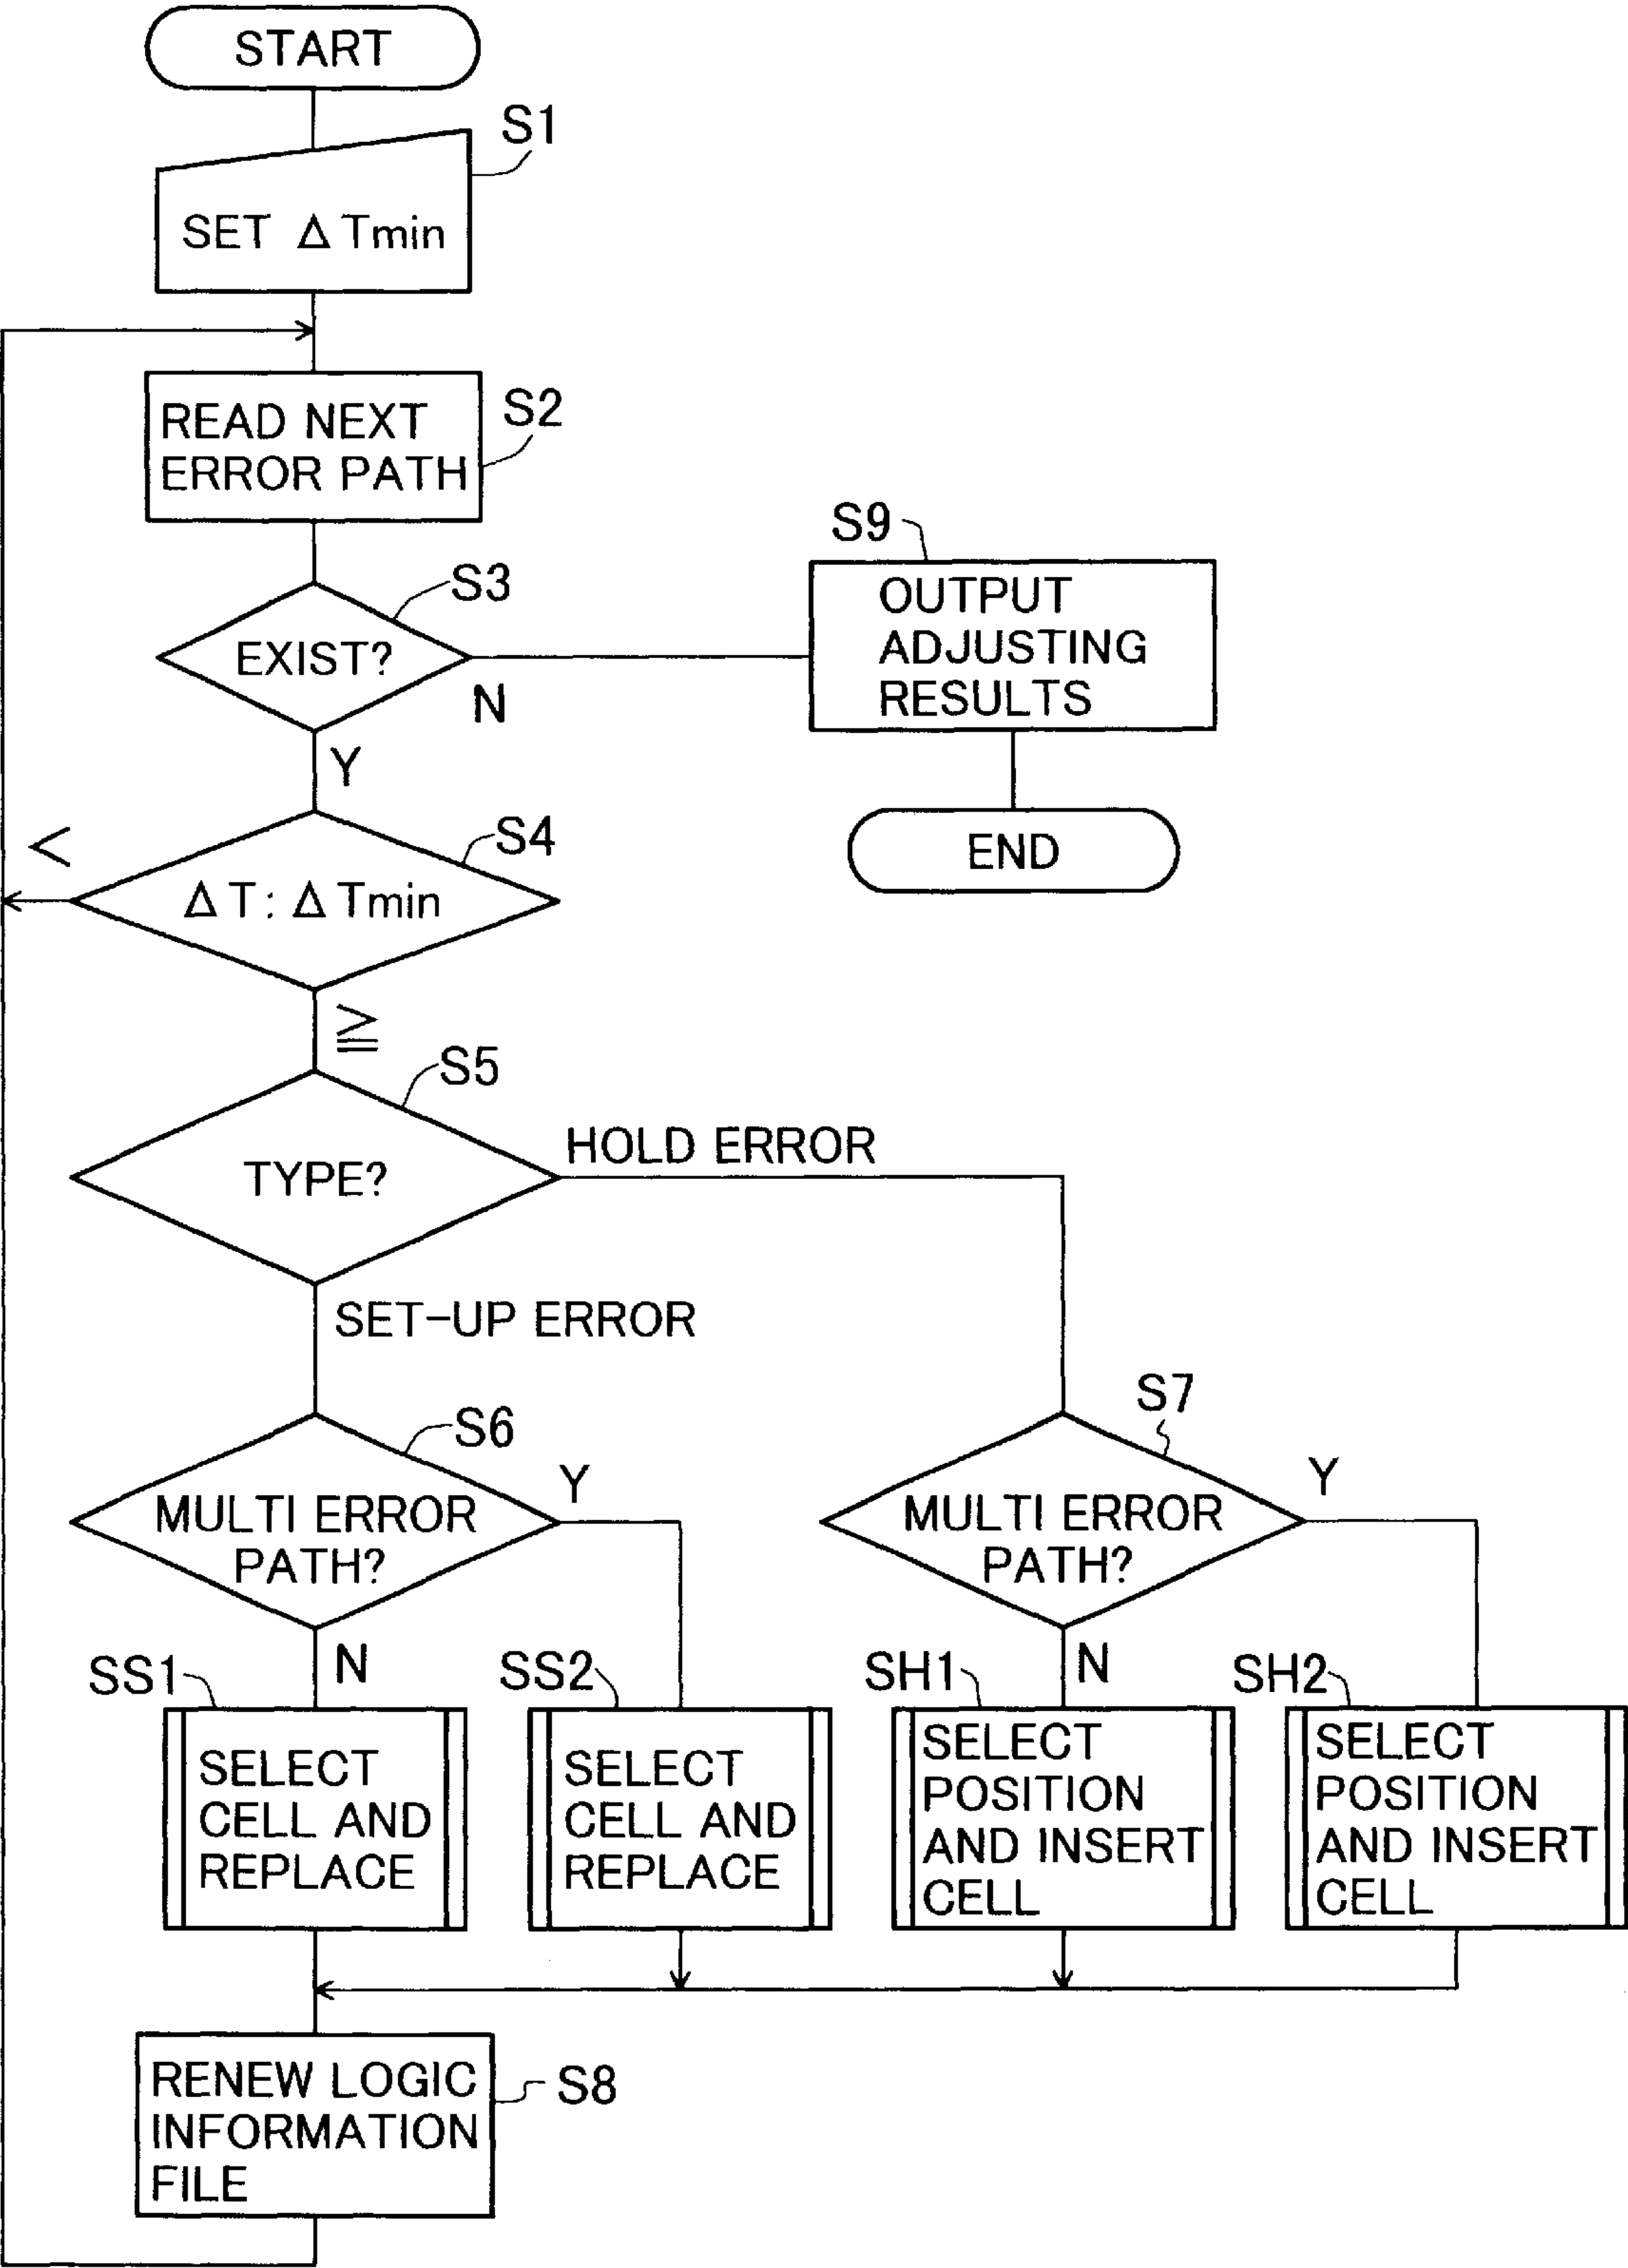 START
S1
SET ΔTmin
READ NEXT
ERROR PATH
S2
S3
EXIST?
N
Y
S9
OUTPUT
ADJUSTING
RESULTS
END
<
S4
ΔT: ΔTmin
≧
S5
TYPE?
HOLD ERROR
SET-UP ERROR
S6
MULTI ERROR
PATH?
Y
N
S7
MULTI ERROR
PATH?
Y
N
SS1
SELECT
CELL AND
REPLACE
SS2
SELECT
CELL AND
REPLACE
SH1
SELECT
POSITION
AND INSERT
CELL
SH2
SELECT
POSITION
AND INSERT
CELL
RENEW LOGIC
INFORMATION
FILE
S8